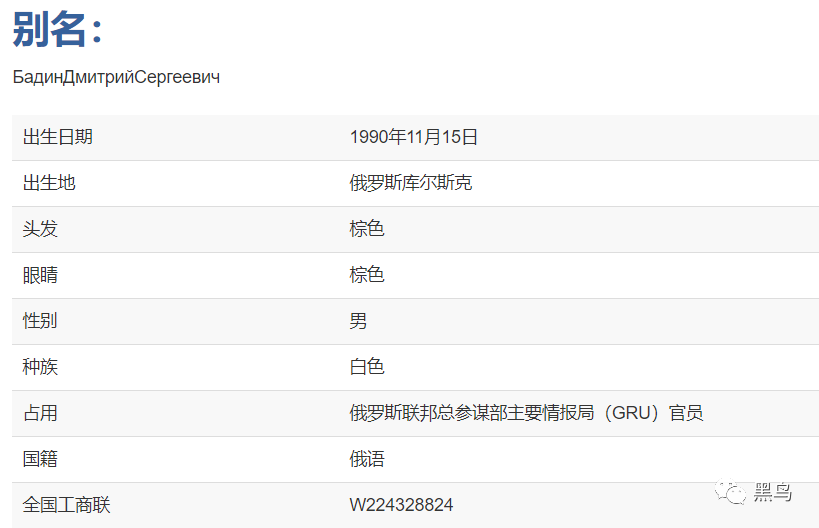 别名：
БадинДмитрийСергеевич
出生日期 1990年11月15日
出生地 俄罗斯库尔斯克
头发 棕色
眼睛 棕色
性别 男
种族 白色
占用 俄罗斯联邦总参谋部主要情报局（GRU）官员
国籍 俄语
全国工商联 W224328824
黑鸟